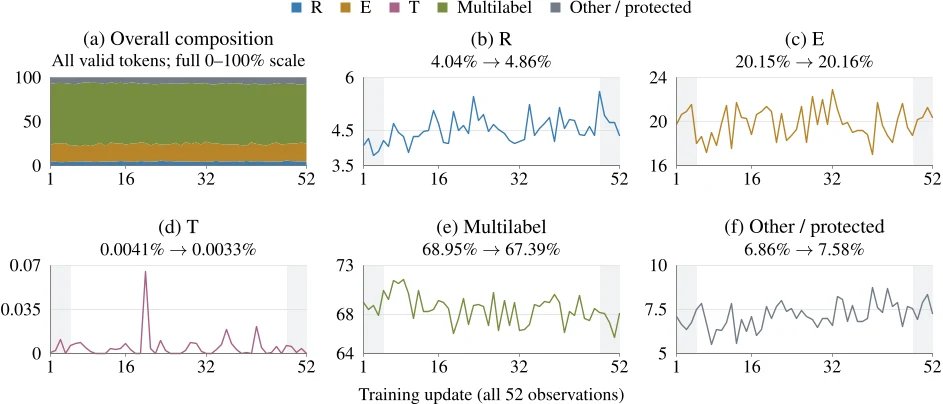 R E T Multilabel Other / protected
(a) Overall composition
All valid tokens; full 0–100% scale
100
50
0
1 16 32 52
(b) R
4.04% → 4.86%
6
4.5
3.5
1 16 32 52
(c) E
20.15% → 20.16%
24
20
16
1 16 32 52
(d) T
0.0041% → 0.0033%
0.07
0.035
0
1 16 32 52
(e) Multilabel
68.95% → 67.39%
73
68
64
1 16 32 52
(f) Other / protected
6.86% → 7.58%
10
7.5
5
1 16 32 52
Training update (all 52 observations)